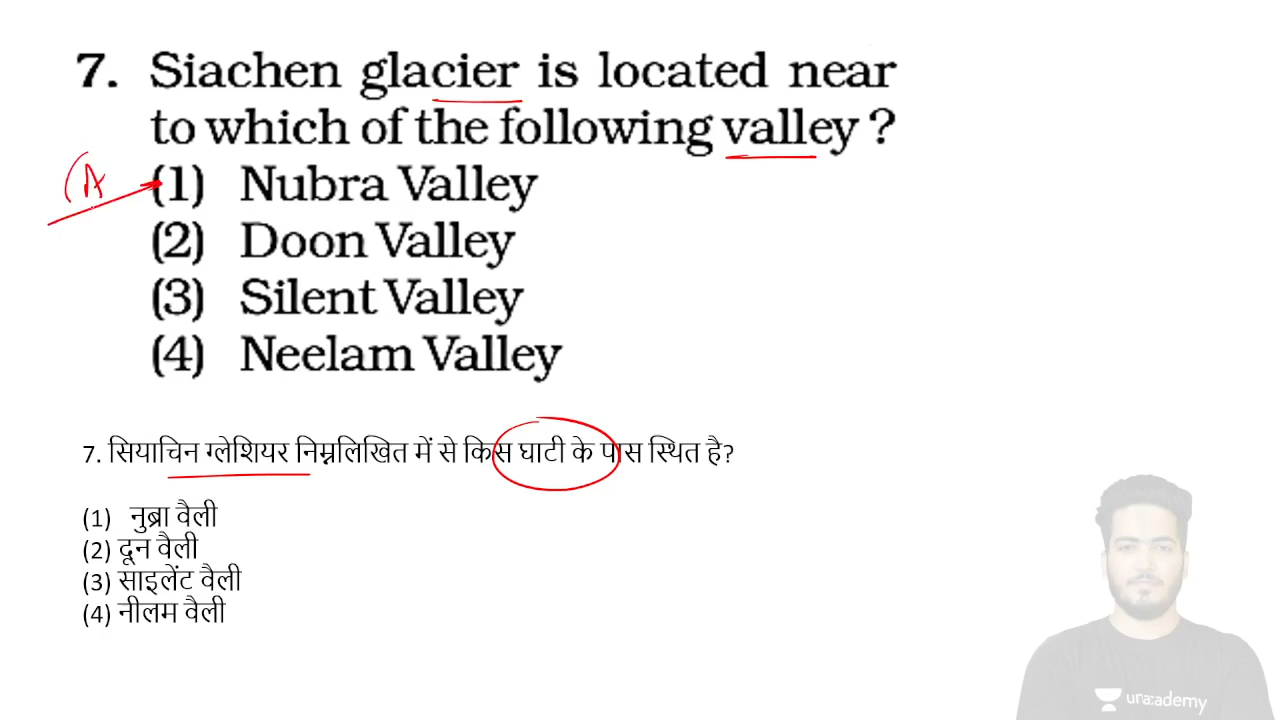 7. Siachen glacier is located near
to which of the following valley ?
(A
(1) Nubra Valley
(2) Doon Valley
(3) Silent Valley
(4) Neelam Valley
7. सियाचिन ग्लेशियर निम्नलिखित में से किस घाटी के पास स्थित है?
(1) नुब्रा वैली
(2) दून वैली
(3) साइलेंट वैली
(4) नीलम वैली
unacademy